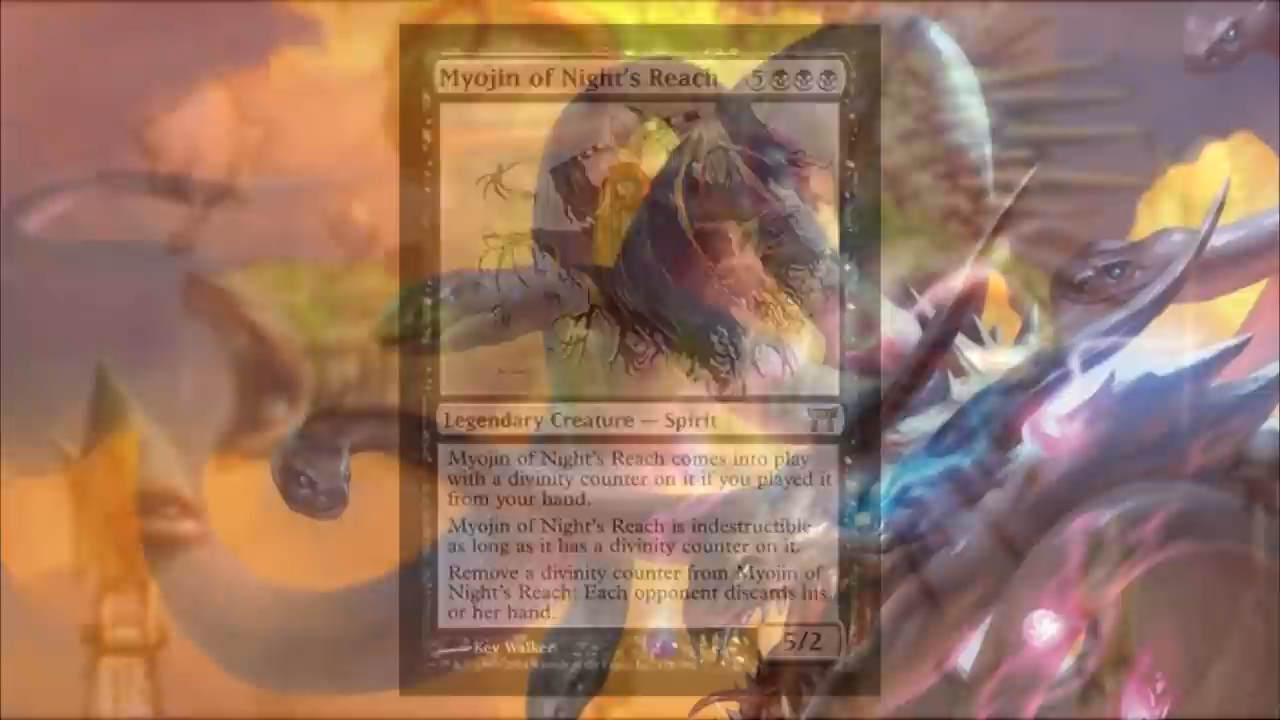 Myojin of Night's Reach 5
Legendary Creature — Spirit
Myojin of Night's Reach comes into play
with a divinity counter on it if you played it
from your hand.
Myojin of Night's Reach is indestructible
as long as it has a divinity counter on it.
Remove a divinity counter from Myojin of
Night's Reach: Each opponent discards his
or her hand.
5/2
Kev Walker